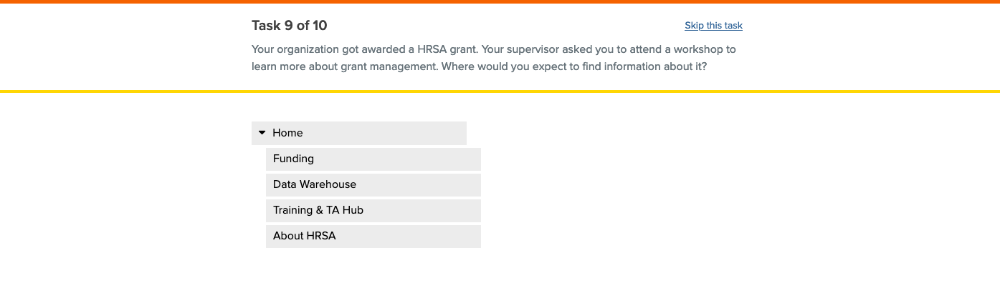 Task 9 of 10
Skip this task
Your organization got awarded a HRSA grant. Your supervisor asked you to attend a workshop to
learn more about grant management. Where would you expect to find information about it?
Home
Funding
Data Warehouse
Training & TA Hub
About HRSA